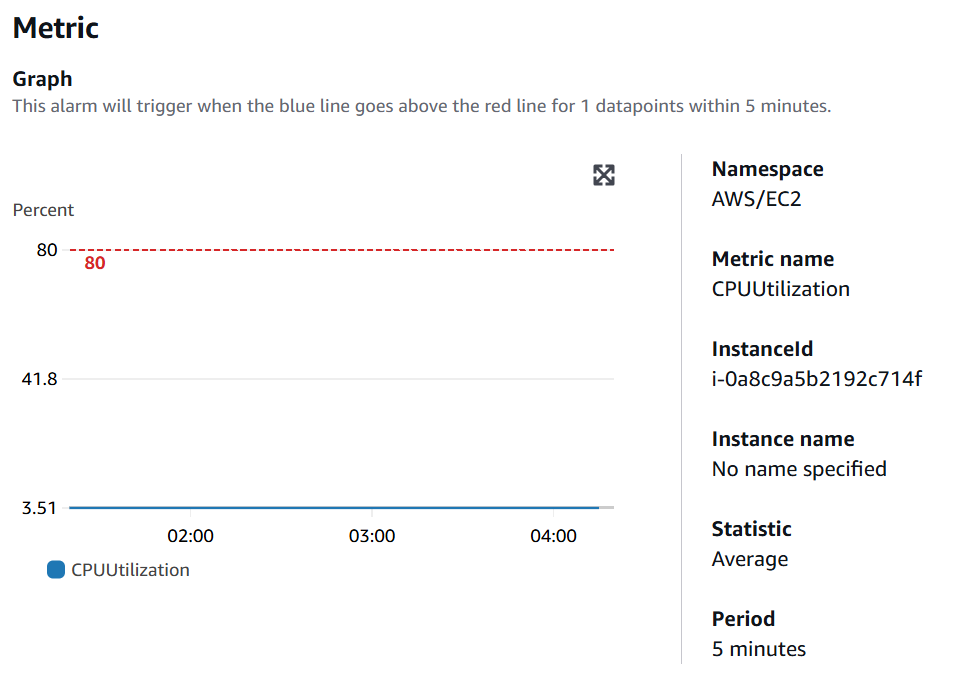 Metric
Graph
This alarm will trigger when the blue line goes above the red line for 1 datapoints within 5 minutes.
Percent
80
80
41.8
3.51
02:00
03:00
04:00
CPUUtilization
Namespace
AWS/EC2
Metric name
CPUUtilization
InstanceId
i-0a8c9a5b2192c714f
Instance name
No name specified
Statistic
Average
Period
5 minutes